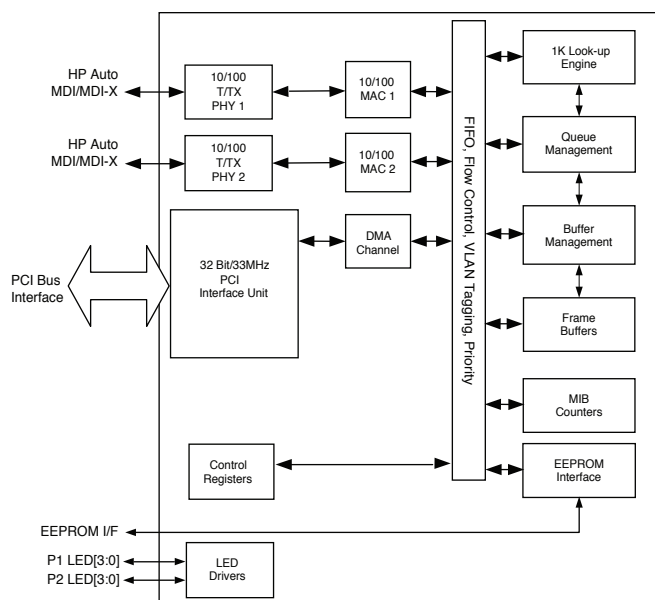 HP Auto
MDI/MDI-X
10/100
T/TX
PHY 1
10/100
MAC 1
1K Look-up
Engine
HP Auto
MDI/MDI-X
10/100
T/TX
PHY 2
10/100
MAC 2
FIFO, Flow Control, VLAN Tagging, Priority
Queue
Management
PCI Bus
Interface
32 Bit/33MHz
PCI
Interface Unit
DMA
Channel
Buffer
Management
Frame
Buffers
MIB
Counters
Control
Registers
EEPROM
Interface
EEPROM I/F
P1 LED[3:0]
P2 LED[3:0]
LED
Drivers